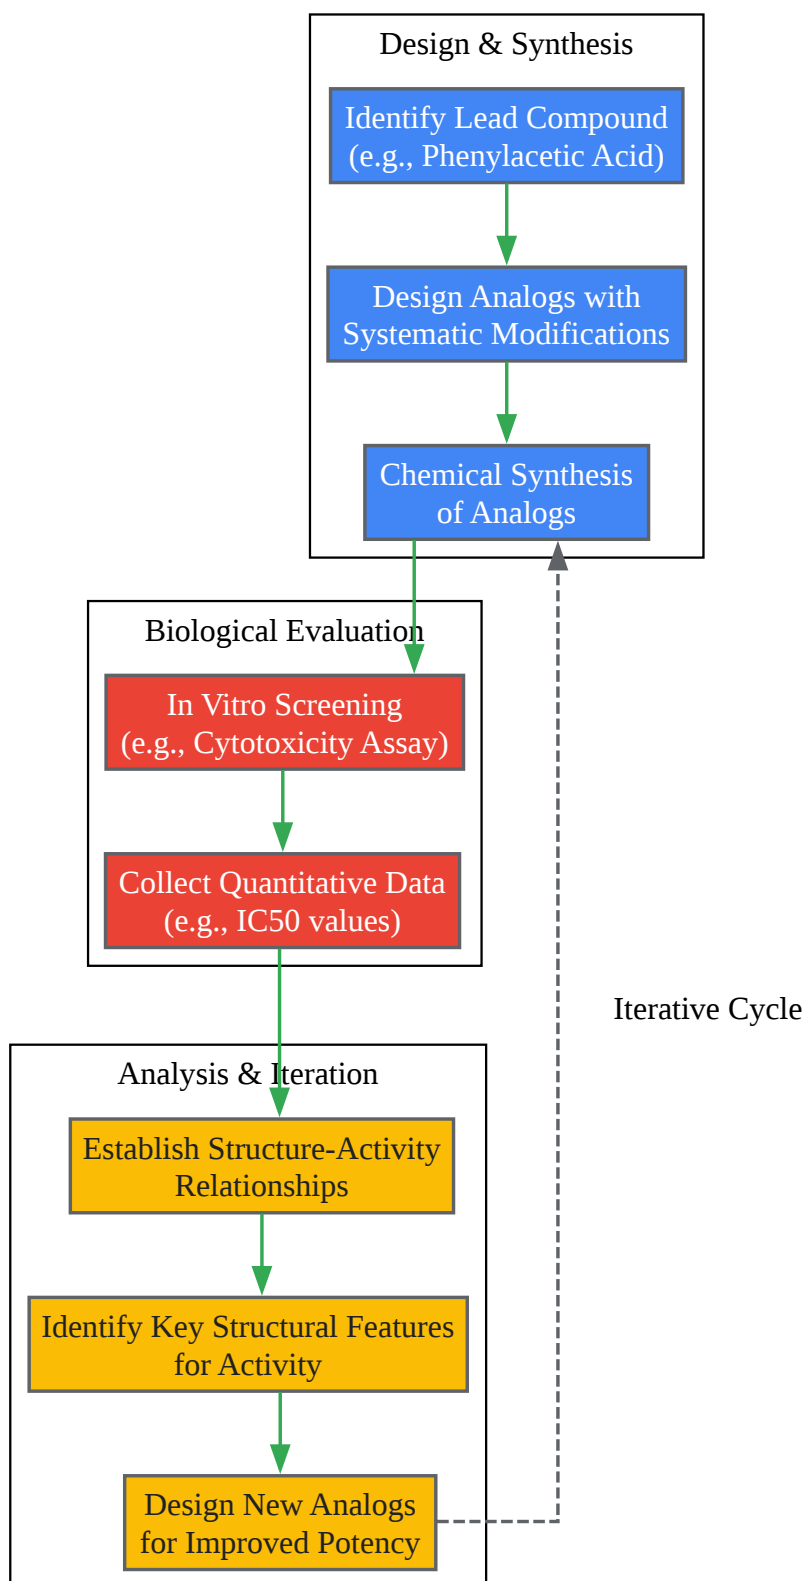 Design & Synthesis
Identify Lead Compound
(e.g., Phenylacetic Acid)
Design Analogs with
Systematic Modifications
Chemical Synthesis
of Analogs
Biological Evaluation
In Vitro Screening
(e.g., Cytotoxicity Assay)
Collect Quantitative Data
(e.g., IC50 values)
Iterative Cycle
Analysis & Iteration
Establish Structure-Activity
Relationships
Identify Key Structural Features
for Activity
Design New Analogs
for Improved Potency